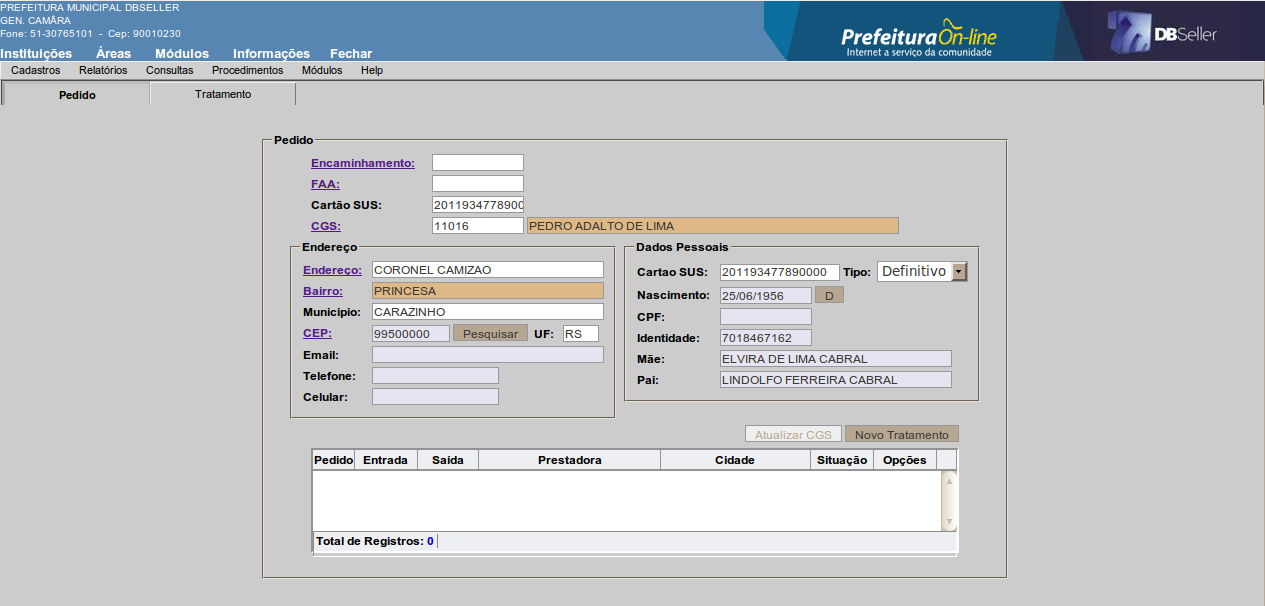 PREFEITURA MUNICIPAL DBSELLER
GEN. CAMÂRA
Fone: 51-30765101 - Cep: 90010230
PrefeituraOn-line
Internet a serviço da comunidade
DBSeller
Instituições Áreas Módulos Informações Fechar
Cadastros Relatórios Consultas Procedimentos Módulos Help
Pedido Tratamento
Pedido
Encaminhamento:
FAA:
Cartão SUS: 2011934778900
CGS: 11016 PEDRO ADALTO DE LIMA
Endereço
Endereço: CORONEL CAMIZAO
Bairro: PRINCESA
Municipio: CARAZINHO
CEP: 99500000 Pesquisar UF: RS
Email:
Telefone:
Celular:
Dados Pessoais
Cartao SUS: 201193477890000 Tipo: Definitivo
Nascimento: 25/06/1956 D
CPF:
Identidade: 7018467162
Mãe: ELVIRA DE LIMA CABRAL
Pai: LINDOLFO FERREIRA CABRAL
Atualizar CGS Novo Tratamento
Pedido Entrada Saída Prestadora Cidade Situação Opções
Total de Registros: 0